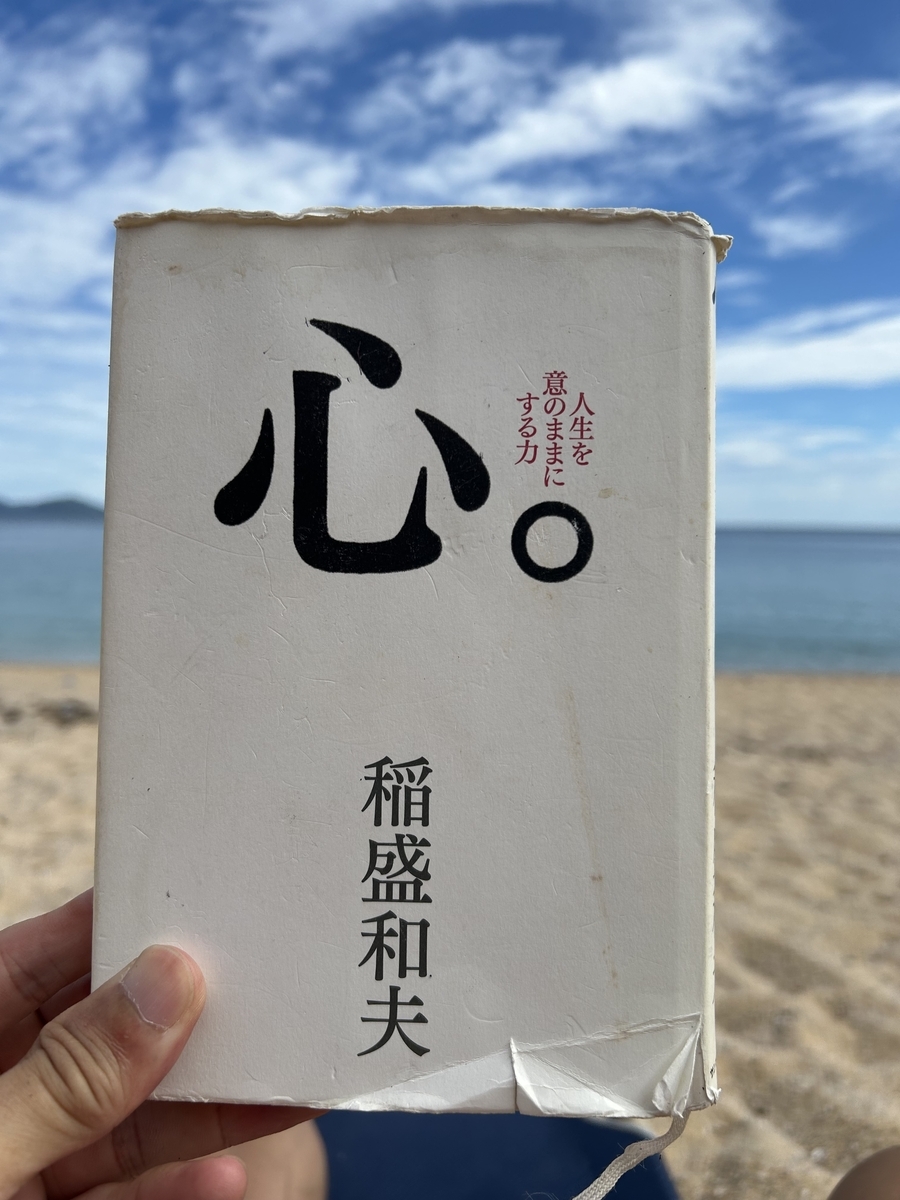 心。
人生を
意のままに
する力
稲盛和夫